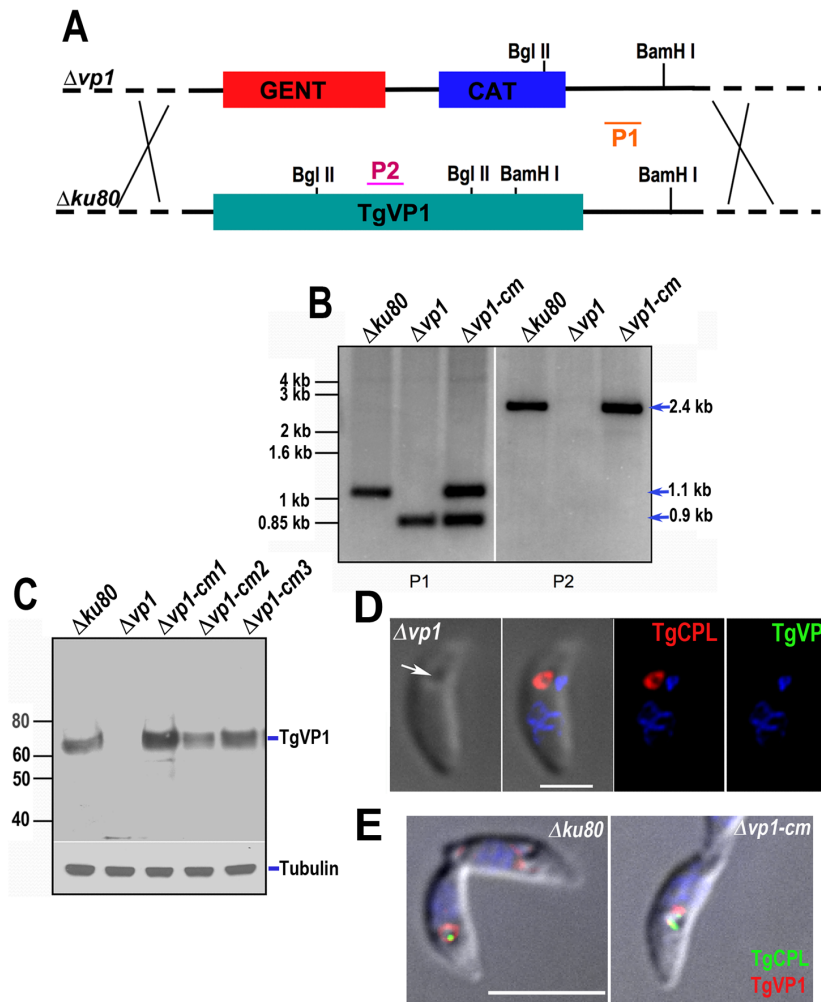 A
Δvp1
GENT
CAT
Bgl II
BamH I
P1
Δku80
Bgl II
P2
Bgl II
BamH I
BamH I
TgVP1
B
Δku80
Δvp1
Δvp1-cm
Δku80
Δvp1
Δvp1-cm
4 kb
3 kb
2 kb
1.6 kb
1 kb
0.85 kb
2.4 kb
1.1 kb
0.9 kb
P1
P2
C
Δku80
Δvp1
Δvp1-cm1
Δvp1-cm2
Δvp1-cm3
80
60
50
40
TgVP1
Tubulin
D
Δvp1
TgCPL
TgVP
E
Δku80
Δvp1-cm
TgCPL
TgVP1